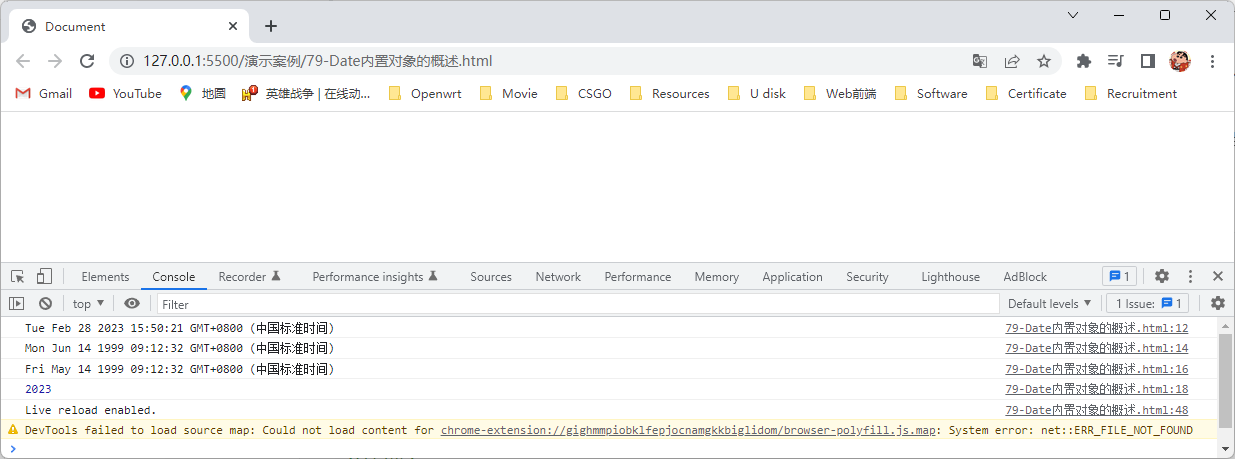 Document
127.0.0.1:5500/演示案例/79-Date内置对象的概述.html
Gmail YouTube 地图 英雄战争 | 在线动... Openwrt Movie CSGO Resources U disk Web前端 Software Certificate Recruitment
Elements Console Recorder Performance insights Sources Network Performance Memory Application Security Lighthouse AdBlock 1
top Filter Default levels 1 Issue: 1
Tue Feb 28 2023 15:50:21 GMT+0800 (中国标准时间) 79-Date内置对象的概述.html:12
Mon Jun 14 1999 09:12:32 GMT+0800 (中国标准时间) 79-Date内置对象的概述.html:14
Fri May 14 1999 09:12:32 GMT+0800 (中国标准时间) 79-Date内置对象的概述.html:16
2023 79-Date内置对象的概述.html:18
Live reload enabled. 79-Date内置对象的概述.html:48
DevTools failed to load source map: Could not load content for chrome-extension://gighmmpiobklfepjocnamgkkbiglidom/browser-polyfill.js.map: System error: net::ERR_FILE_NOT_FOUND